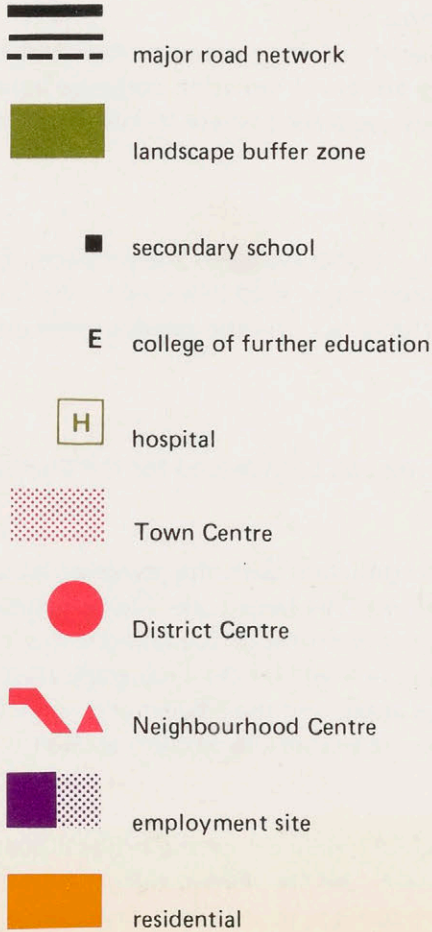 major road network
landscape buffer zone
secondary school
E college of further education
H hospital
Town Centre
District Centre
Neighbourhood Centre
employment site
residential